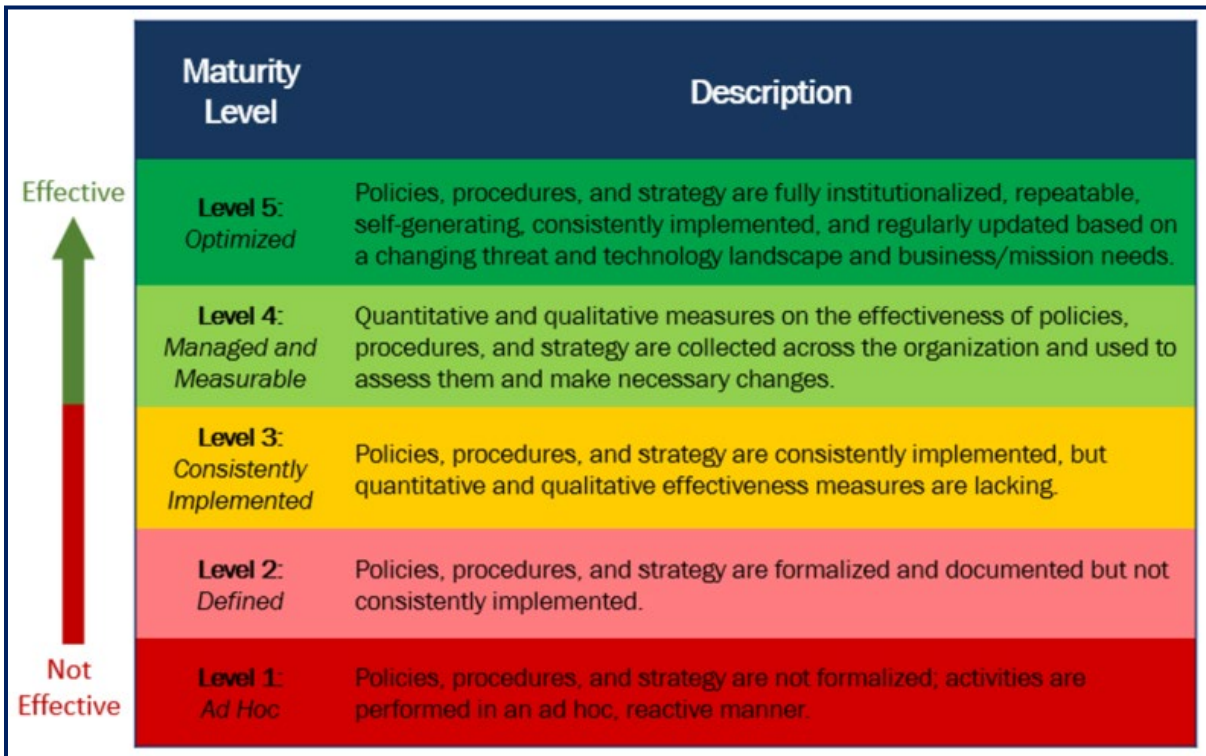 Maturity
Level
Description
Effective
Level 5:
Optimized
Policies, procedures, and strategy are fully institutionalized, repeatable,
self-generating, consistently implemented, and regularly updated based on
a changing threat and technology landscape and business/mission needs.
Level 4:
Managed and
Measurable
Quantitative and qualitative measures on the effectiveness of policies,
procedures, and strategy are collected across the organization and used to
assess them and make necessary changes.
Level 3:
Consistently
Implemented
Policies, procedures, and strategy are consistently implemented, but
quantitative and qualitative effectiveness measures are lacking.
Level 2:
Defined
Policies, procedures, and strategy are formalized and documented but not
consistently implemented.
Not
Effective
Level 1:
Ad Hoc
Policies, procedures, and strategy are not formalized; activities are
performed in an ad hoc, reactive manner.